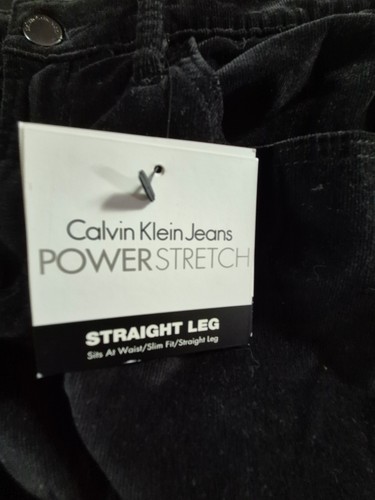 Calvin Klein Jeans
POWERSTRETCH
STRAIGHT LEG
Sits At Waist/Slim Fit/Straight Leg